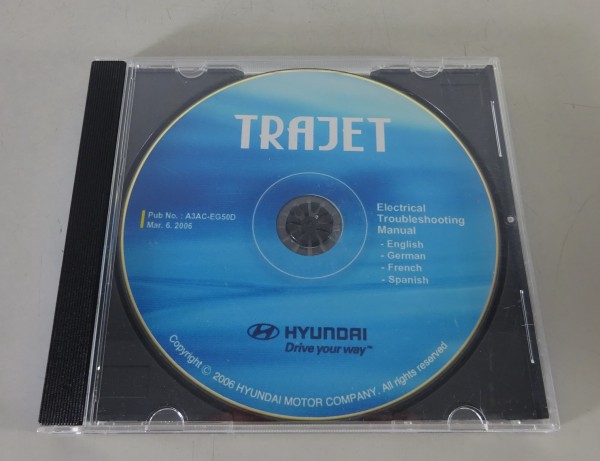 TRAJET
Pub No. : A3AC-EG50D
Mar. 6. 2006
Electrical
Troubleshooting
Manual
- English
- German
- French
- Spanish
HYUNDAI
Drive your way™
Copyright © 2006 HYUNDAI MOTOR COMPANY. All rights reserved